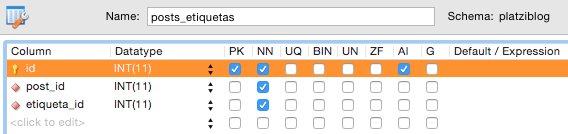 Name: posts_etiquetas Schema: platziblog
Column Datatype PK NN UQ BIN UN ZF AI G Default / Expression
id INT(11)
post_id INT(11)
etiqueta_id INT(11)
<click to edit>